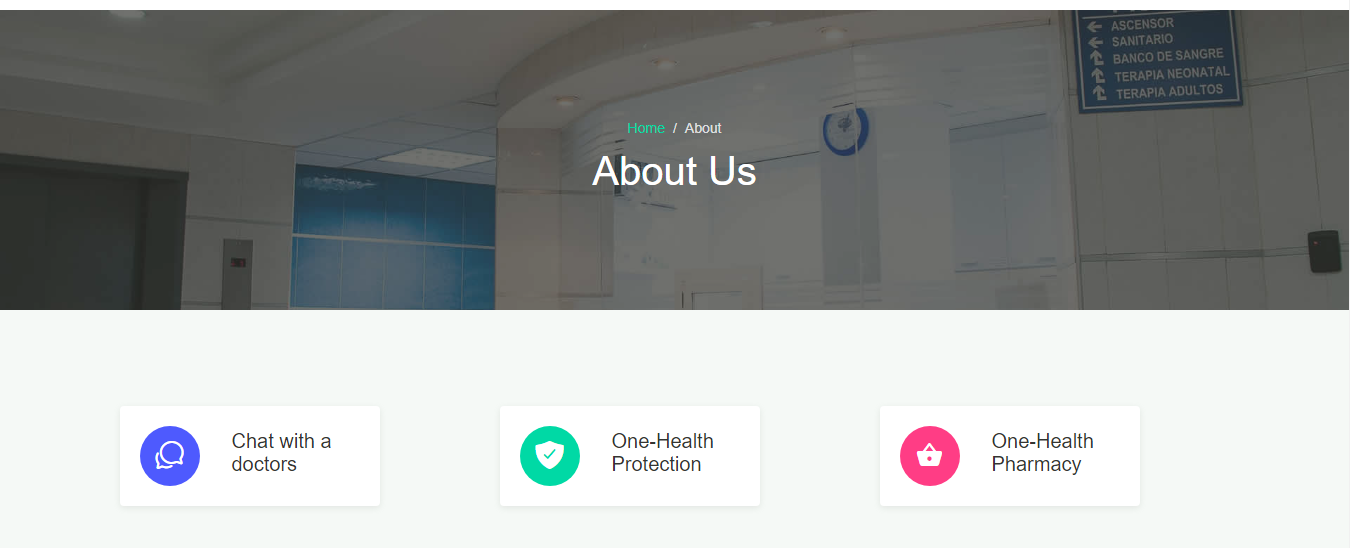 ASCENSOR
SANITARIO
BANCO DE SANGRE
TERAPIA NEONATAL
TERAPIA ADULTOS
Home / About
About Us
Chat with a
doctors
One-Health
Protection
One-Health
Pharmacy